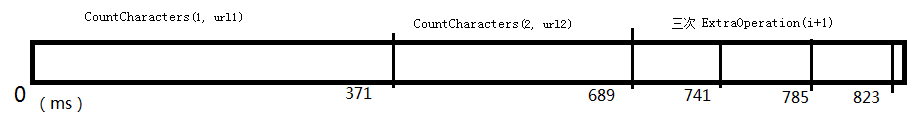 CountCharacters(1, url1)
CountCharacters(2, url2)
三次 ExtraOperation(i+1)
0
(ms)
371
689
741
785
823